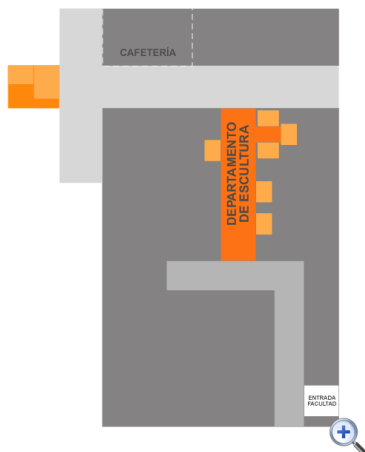 CAFETERÍA
DEPARTAMENTO
DE ESCULTURA
ENTRADA
FACULTAD